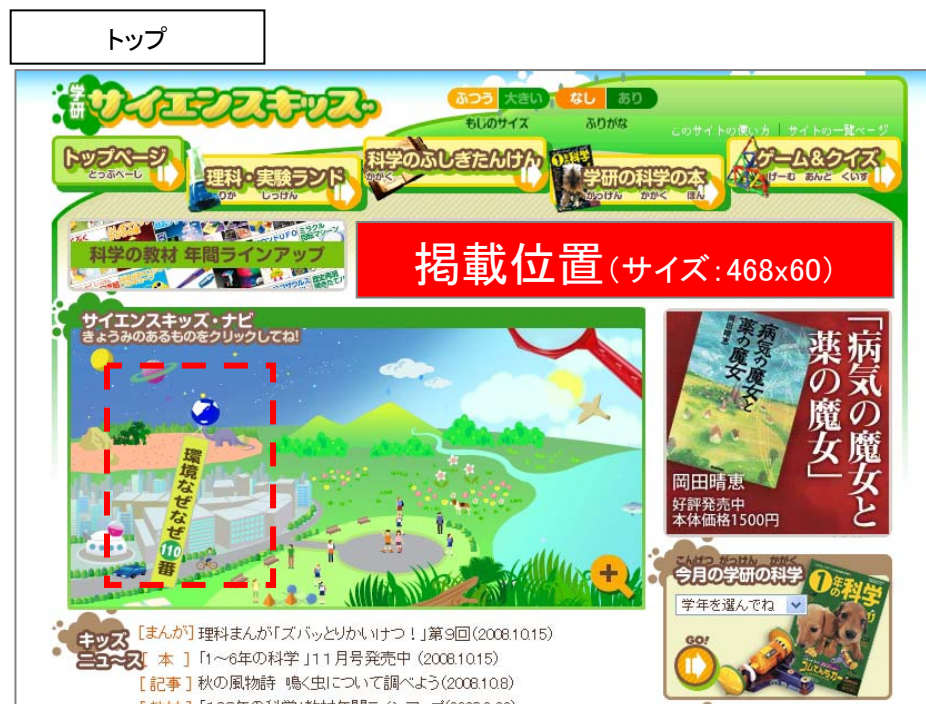 トップ
学研 サイエンスキッズ
ふつう 大きい なし あり
もじのサイズ ふりがな
このサイトの使い方 | サイトの一覧ページ
トップページ
とっぷぺーじ
理科・実験ランド
りか じっけん
科学のふしぎたんけん
かがく
学研の科学の本
がっけん かがく ほん
ゲーム&クイズ
げーむ あんど くいず
科学の教材 年間ラインアップ
掲載位置(サイズ:468x60)
サイエンスキッズ・ナビ
きょうみのあるものをクリックしてね!
環境なぜなぜ110番
病気の魔女と
薬の魔女
岡田晴恵
「病気の魔女と
薬の魔女」
岡田晴恵
好評発売中
本体価格1500円
こんげつ がっけん かがく
今月の学研の科学
学年を選んでね
1年の科学
GO!
キッズ
ニュ〜ズ
[まんが] 理科まんが「ズバッとりかいけつ!」第9回(2008.10.15)
[ 本 ] 「1〜6年の科学」11月号発売中 (2008.10.15)
[記事] 秋の風物詩 鳴く虫について調べよう(2008.10.8)